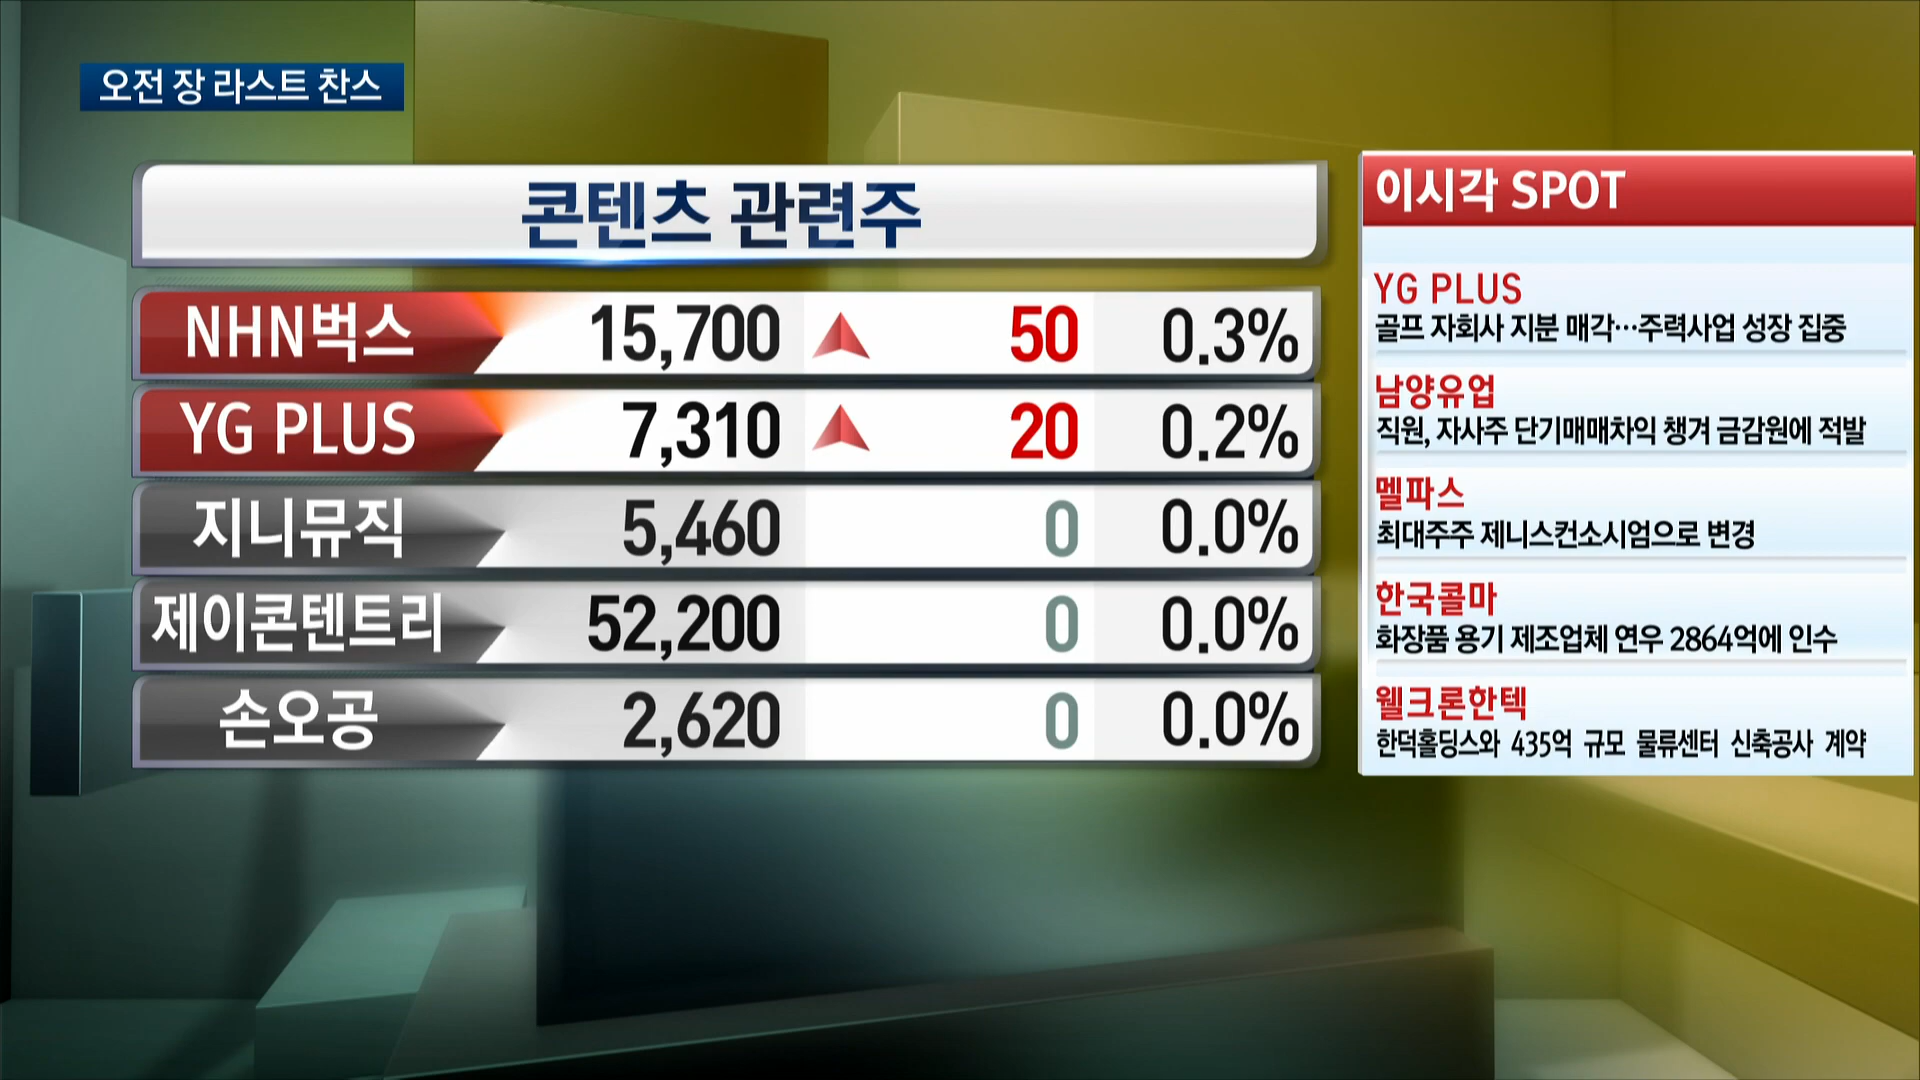 오전 장 라스트 찬스
콘텐츠 관련주
NHN벅스 15,700 50 0.3%
YG PLUS 7,310 20 0.2%
지니뮤직 5,460 0 0.0%
제이콘텐트리 52,200 0 0.0%
손오공 2,620 0 0.0%
이시각 SPOT
YG PLUS
골프 자회사 지분 매각…주력사업 성장 집중
남양유업
직원, 자사주 단기매매차익 챙겨 금감원에 적발
멜파스
최대주주 제니스컨소시엄으로 변경
한국콜마
화장품 용기 제조업체 연우 2864억에 인수
웰크론한텍
한덕홀딩스와 435억 규모 물류센터 신축공사 계약